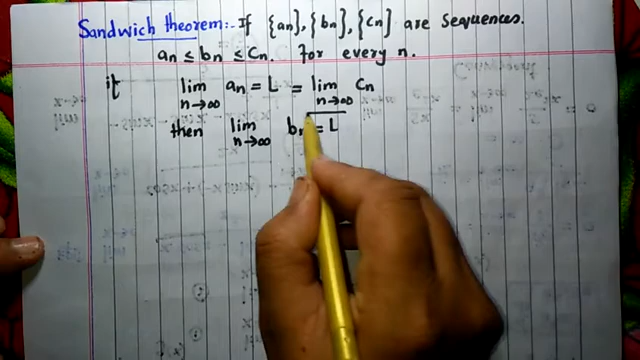 Sandwich theorem:- If {an}, {bn}, {cn} are sequences.
an ≤ bn ≤ cn. For every n.
if lim n→∞ an = L = lim n→∞ cn
then lim n→∞ bn = L